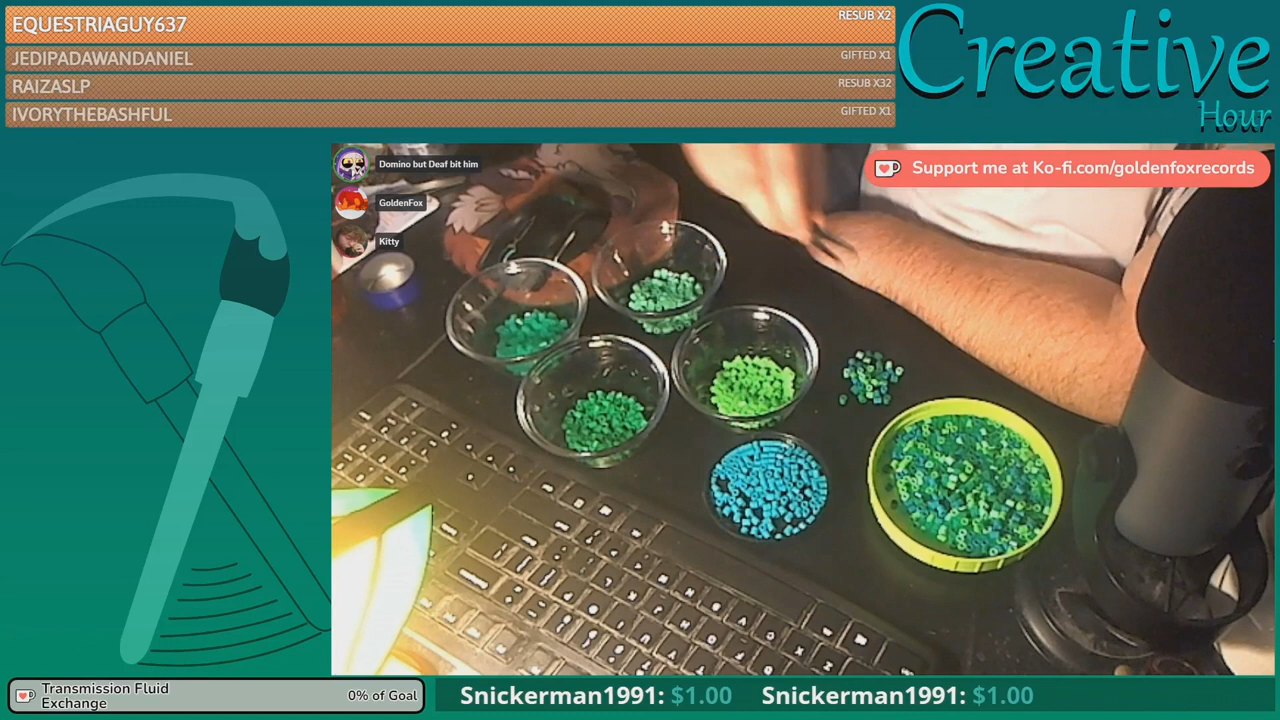 EQUESTRIAGUY637
RESUB X2
JEDIPADAWANDANIEL
GIFTED X1
RAIZASLP
RESUB X32
IVORYTHEBASHFUL
GIFTED X1
Creative
Hour
Domino but Deaf bit him
GoldenFox
Kitty
Support me at Ko-fi.com/goldenfoxrecords
Transmission Fluid
Exchange
0% of Goal
Snickerman1991: $1.00 Snickerman1991: $1.00